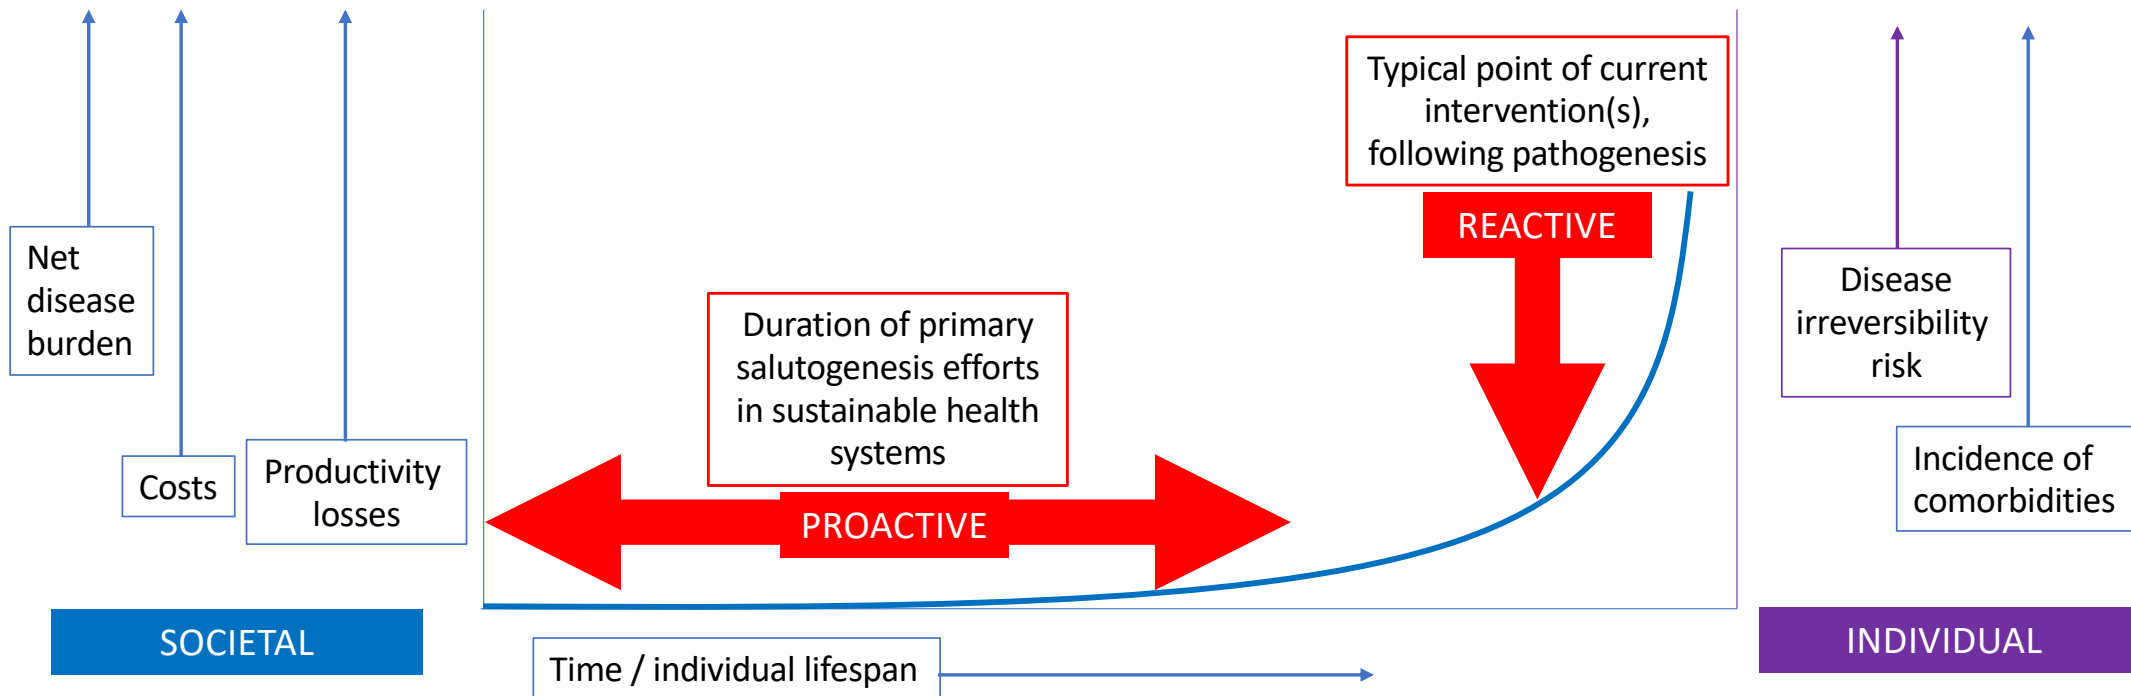 Net
disease
burden
Costs
Productivity
losses
SOCIETAL
Duration of primary
salutogenesis efforts
in sustainable health
systems
PROACTIVE
Typical point of current
intervention(s),
following pathogenesis
REACTIVE
Time / individual lifespan
Disease
irreversibility
risk
Incidence of
comorbidities
INDIVIDUAL